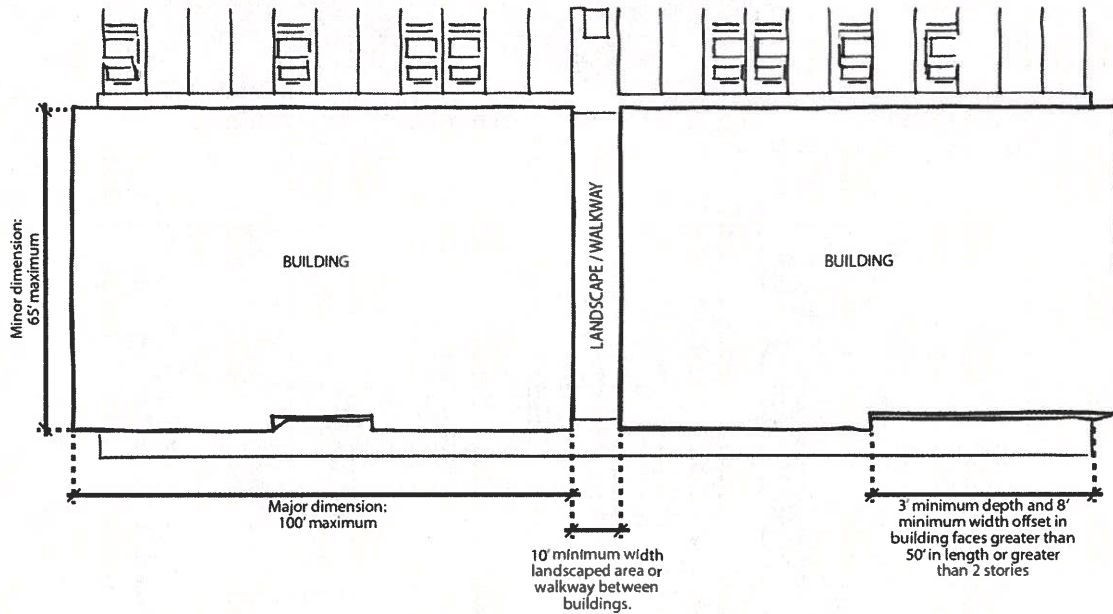 Minor dimension:
65' maximum
BUILDING
LANDSCAPE / WALKWAY
BUILDING
Major dimension:
100' maximum
10' minimum width
landscaped area or
walkway between
buildings.
3' minimum depth and 8'
minimum width offset in
building faces greater than
50' in length or greater
than 2 stories